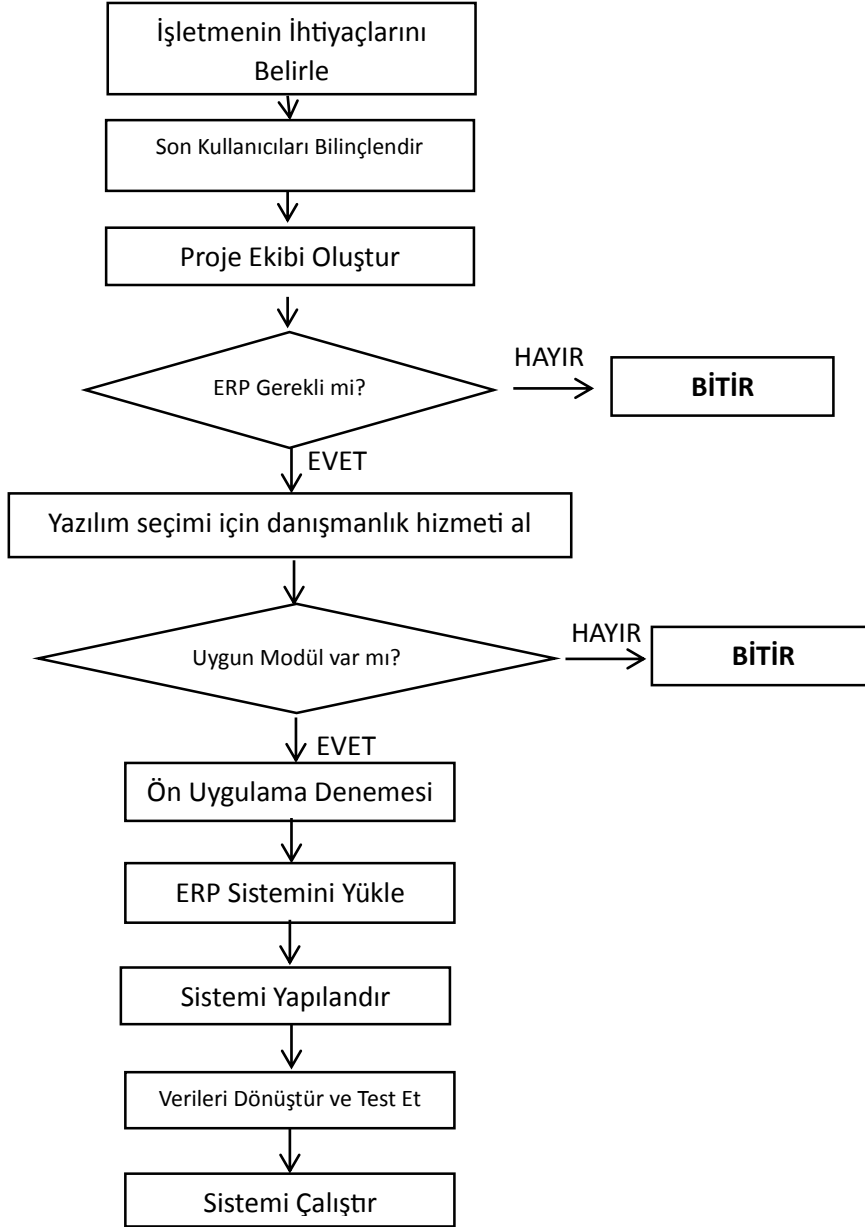 İşletmenin İhtiyaçlarını
Belirle
Son Kullanıcıları Bilinçlendir
Proje Ekibi Oluştur
ERP Gerekli mi?
HAYIR
BİTİR
EVET
Yazılım seçimi için danışmanlık hizmeti al
Uygun Modül var mı?
HAYIR
BİTİR
EVET
Ön Uygulama Denemesi
ERP Sistemini Yükle
Sistemi Yapılandır
Verileri Dönüştür ve Test Et
Sistemi Çalıştır